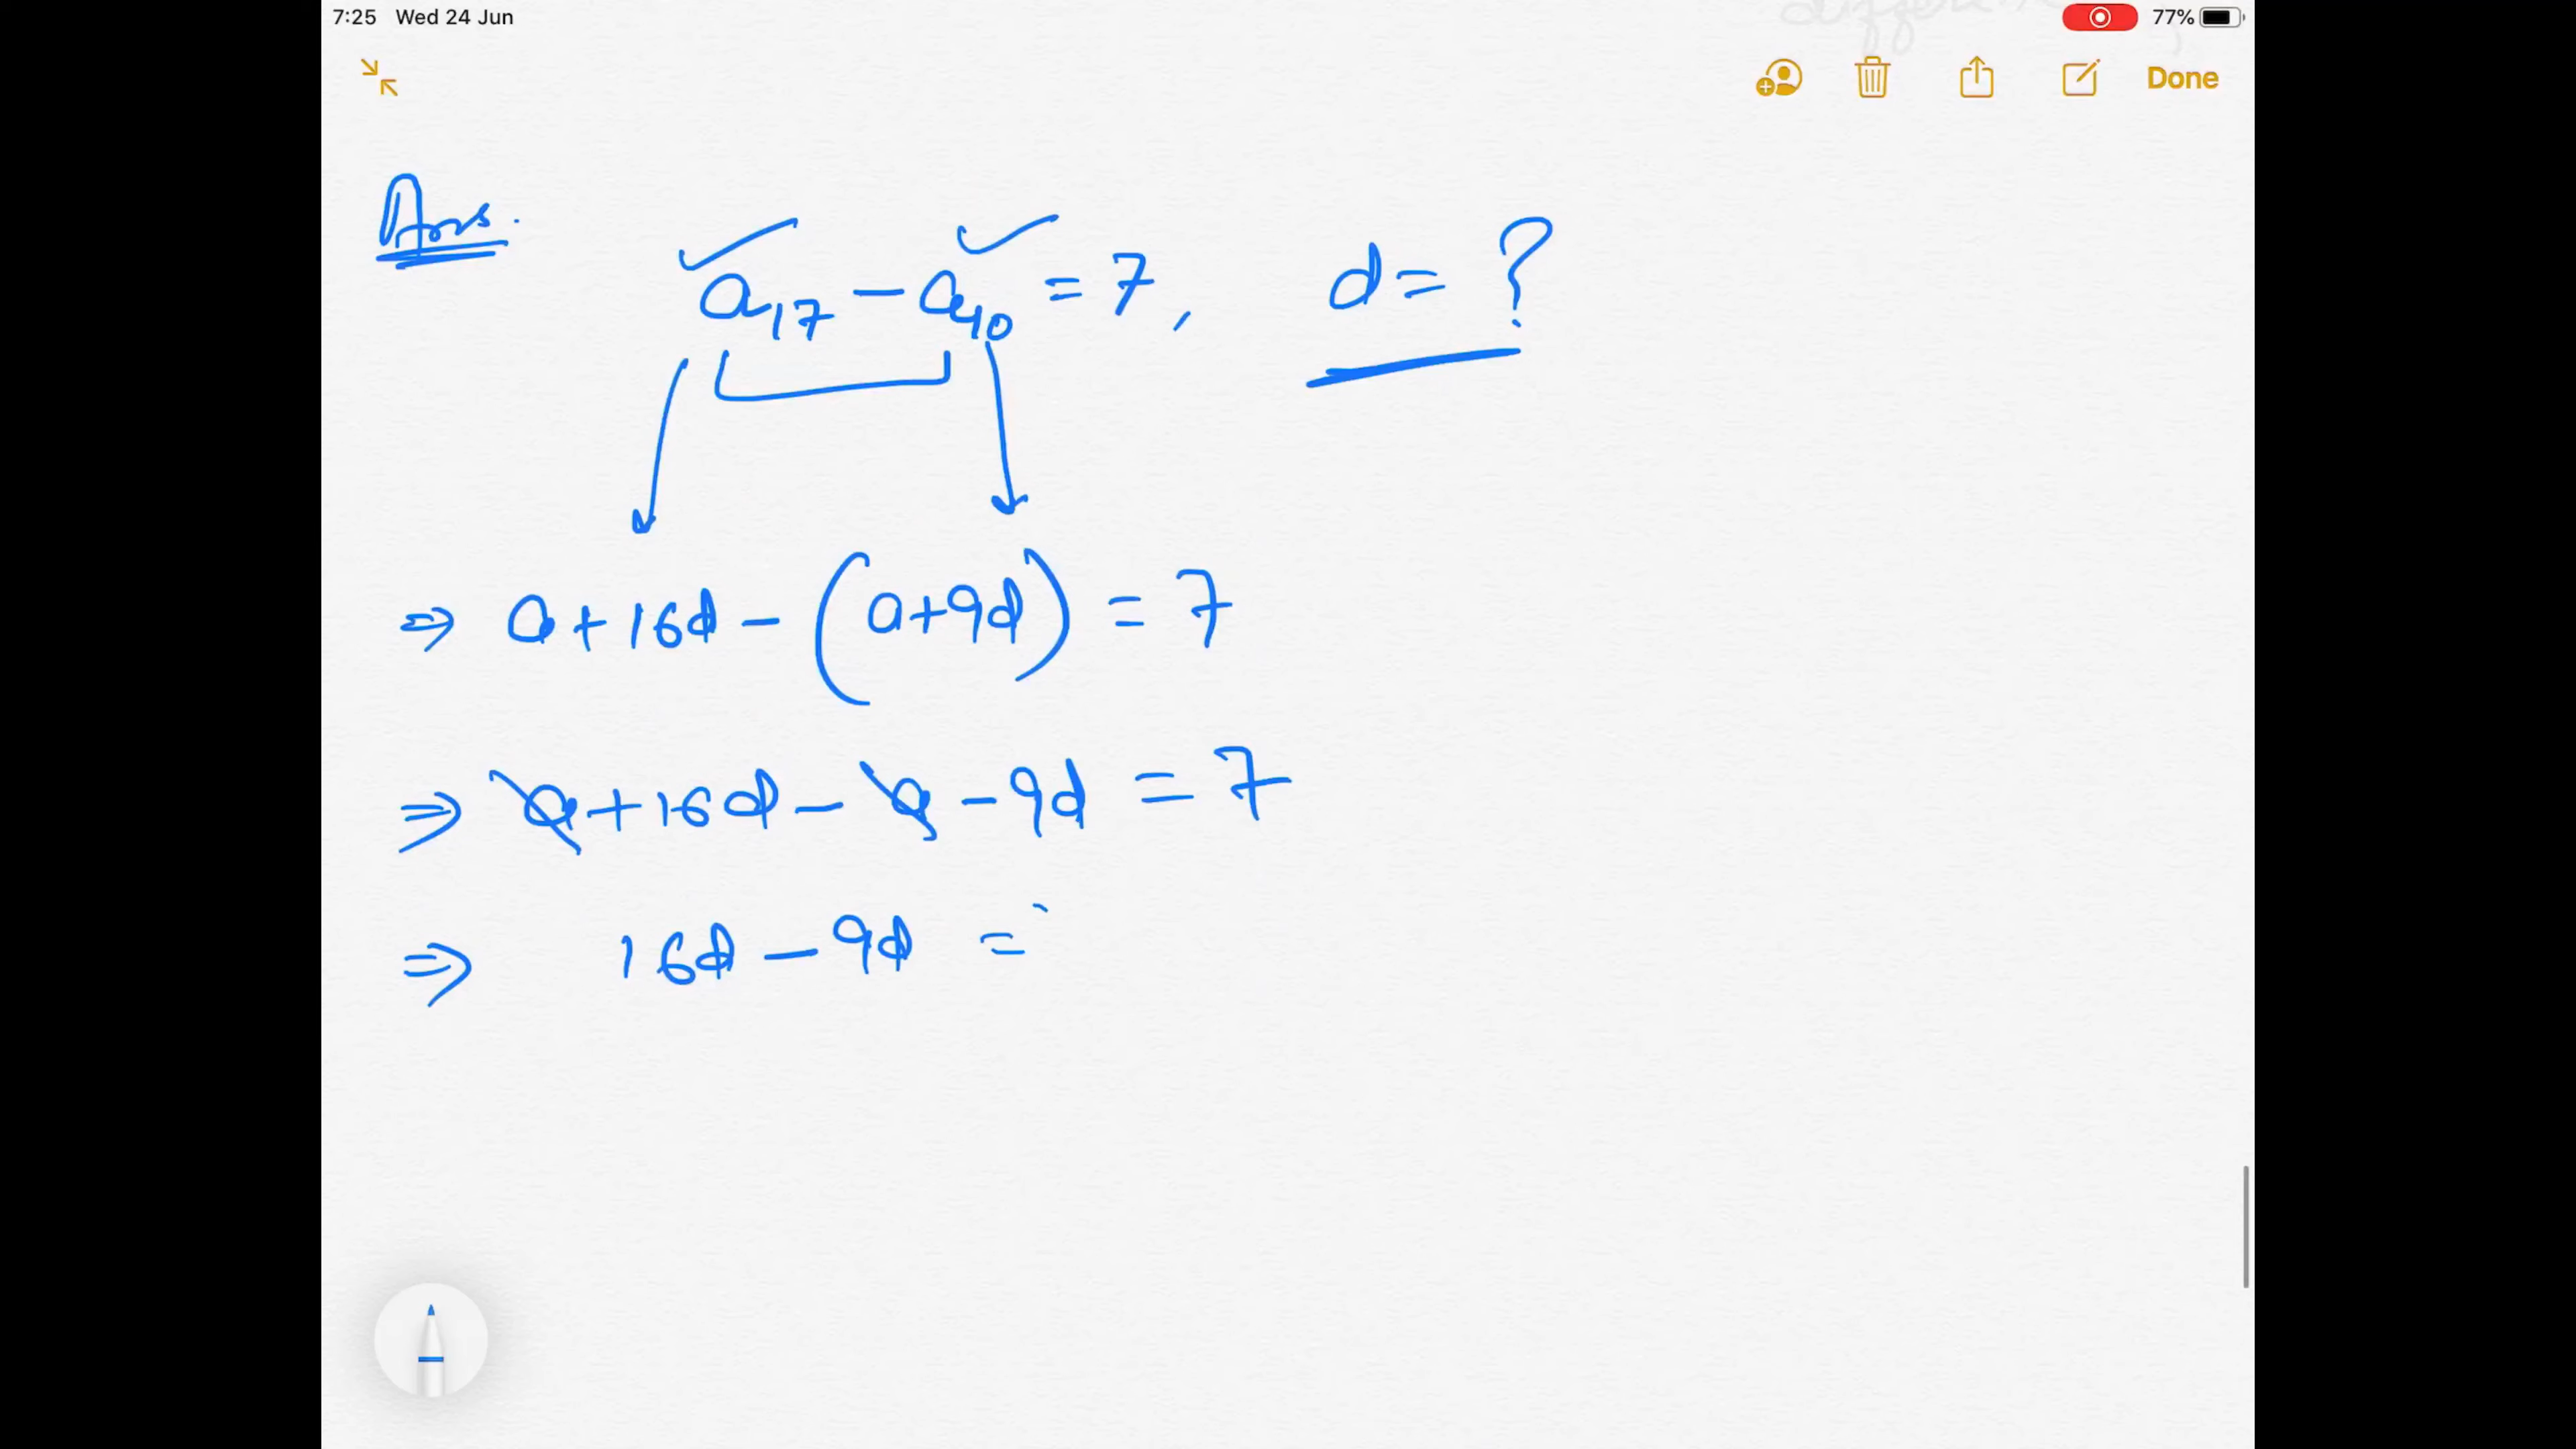 7:25 Wed 24 Jun
77%
Done
Ans.
a₁₇ - a₁₀ = 7, d = ?
⇒ a + 16d - (a + 9d) = 7
⇒ a + 16d - a - 9d = 7
⇒ 16d - 9d =